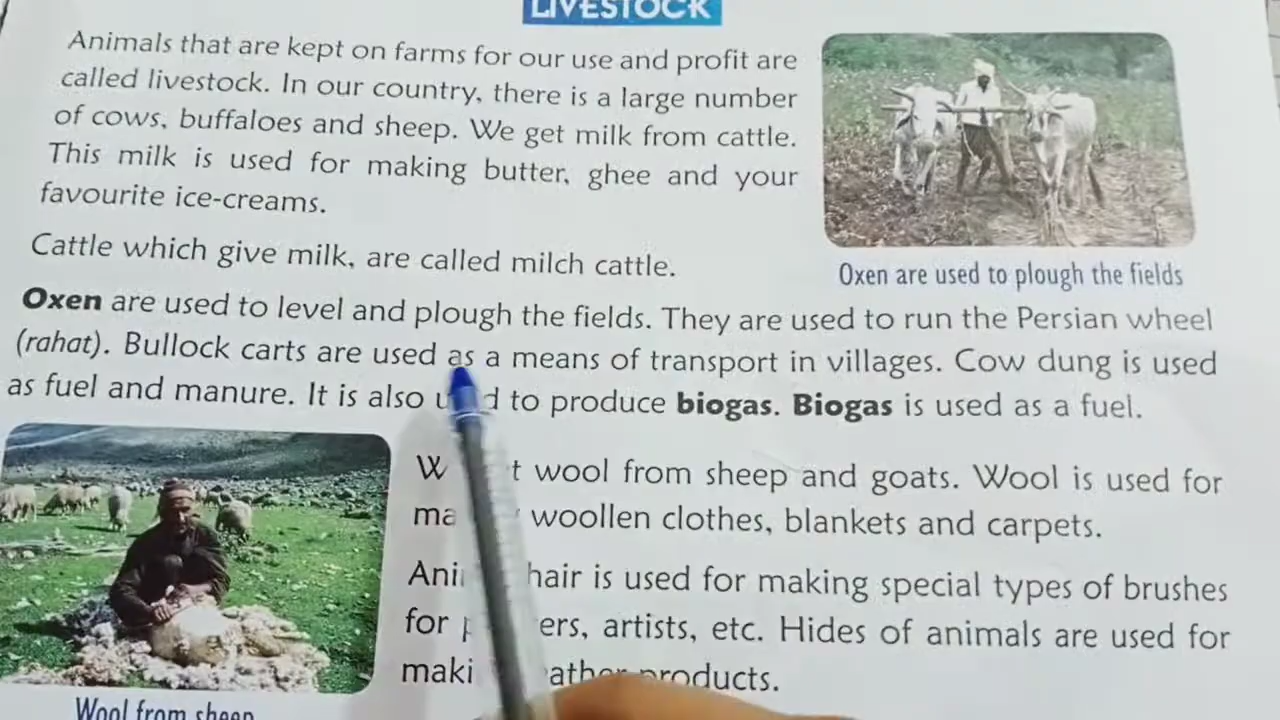 LIVESTOCK
Animals that are kept on farms for our use and profit are
called livestock. In our country, there is a large number
of cows, buffaloes and sheep. We get milk from cattle.
This milk is used for making butter, ghee and your
favourite ice-creams.
Cattle which give milk, are called milch cattle.
Oxen are used to plough the fields
Oxen are used to level and plough the fields. They are used to run the Persian wheel
(rahat). Bullock carts are used as a means of transport in villages. Cow dung is used
as fuel and manure. It is also to produce biogas. Biogas is used as a fuel.
wool from sheep and goats. Wool is used for
woollen clothes, blankets and carpets.
hair is used for making special types of brushes
for artists, etc. Hides of animals are used for
products.
Wool from sheep